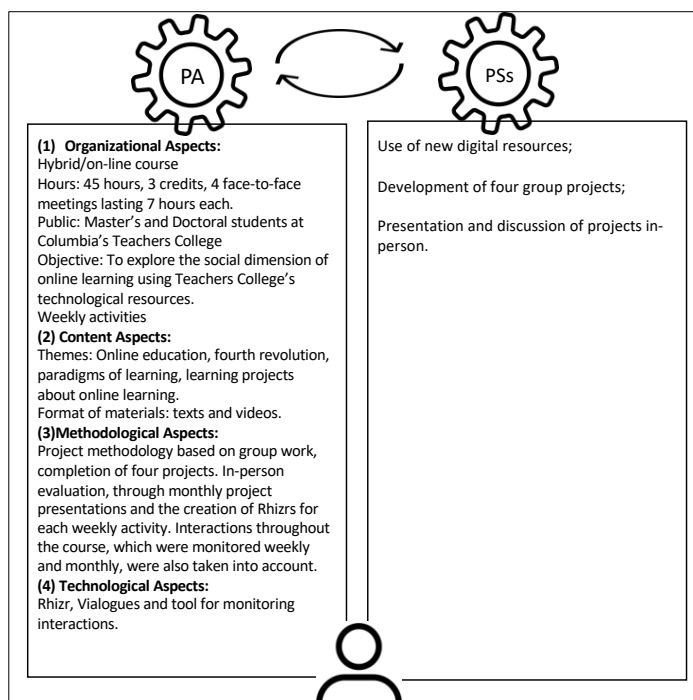 PA
PSs
(1) Organizational Aspects:
Hybrid/on-line course
Hours: 45 hours, 3 credits, 4 face-to-face
meetings lasting 7 hours each.
Public: Master’s and Doctoral students at
Columbia’s Teachers College
Objective: To explore the social dimension of
online learning using Teachers College’s
technological resources.
Weekly activities
(2) Content Aspects:
Themes: Online education, fourth revolution,
paradigms of learning, learning projects
about online learning.
Format of materials: texts and videos.
(3)Methodological Aspects:
Project methodology based on group work,
completion of four projects. In-person
evaluation, through monthly project
presentations and the creation of Rhizrs for
each weekly activity. Interactions throughout
the course, which were monitored weekly
and monthly, were also taken into account.
(4) Technological Aspects:
Rhizr, Vialogues and tool for monitoring
interactions.
Use of new digital resources;
Development of four group projects;
Presentation and discussion of projects in-
person.